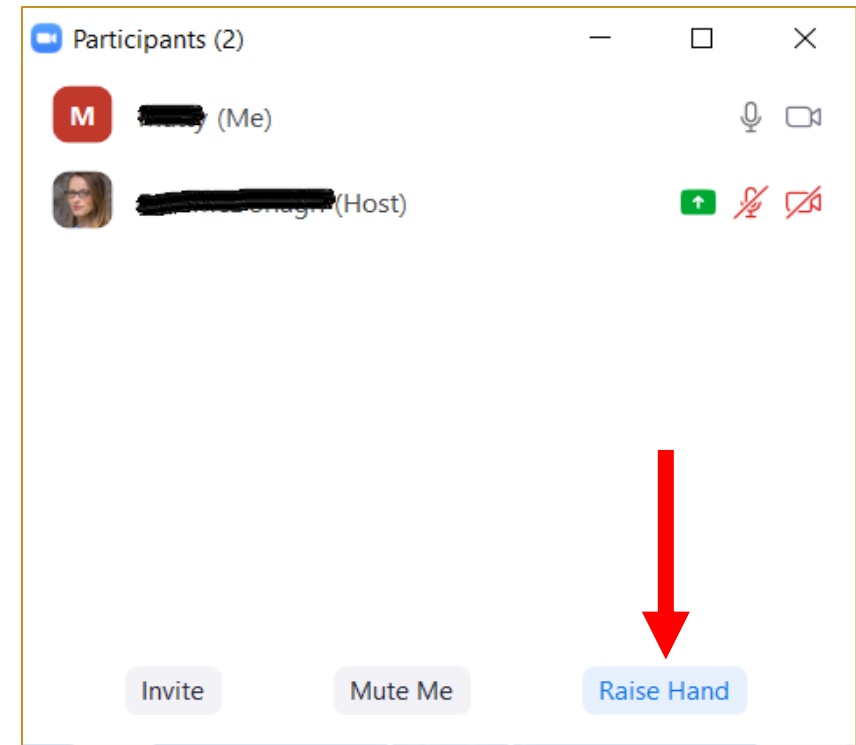 Participants (2)
M
(Me)
(Host)
Invite
Mute Me
Raise Hand